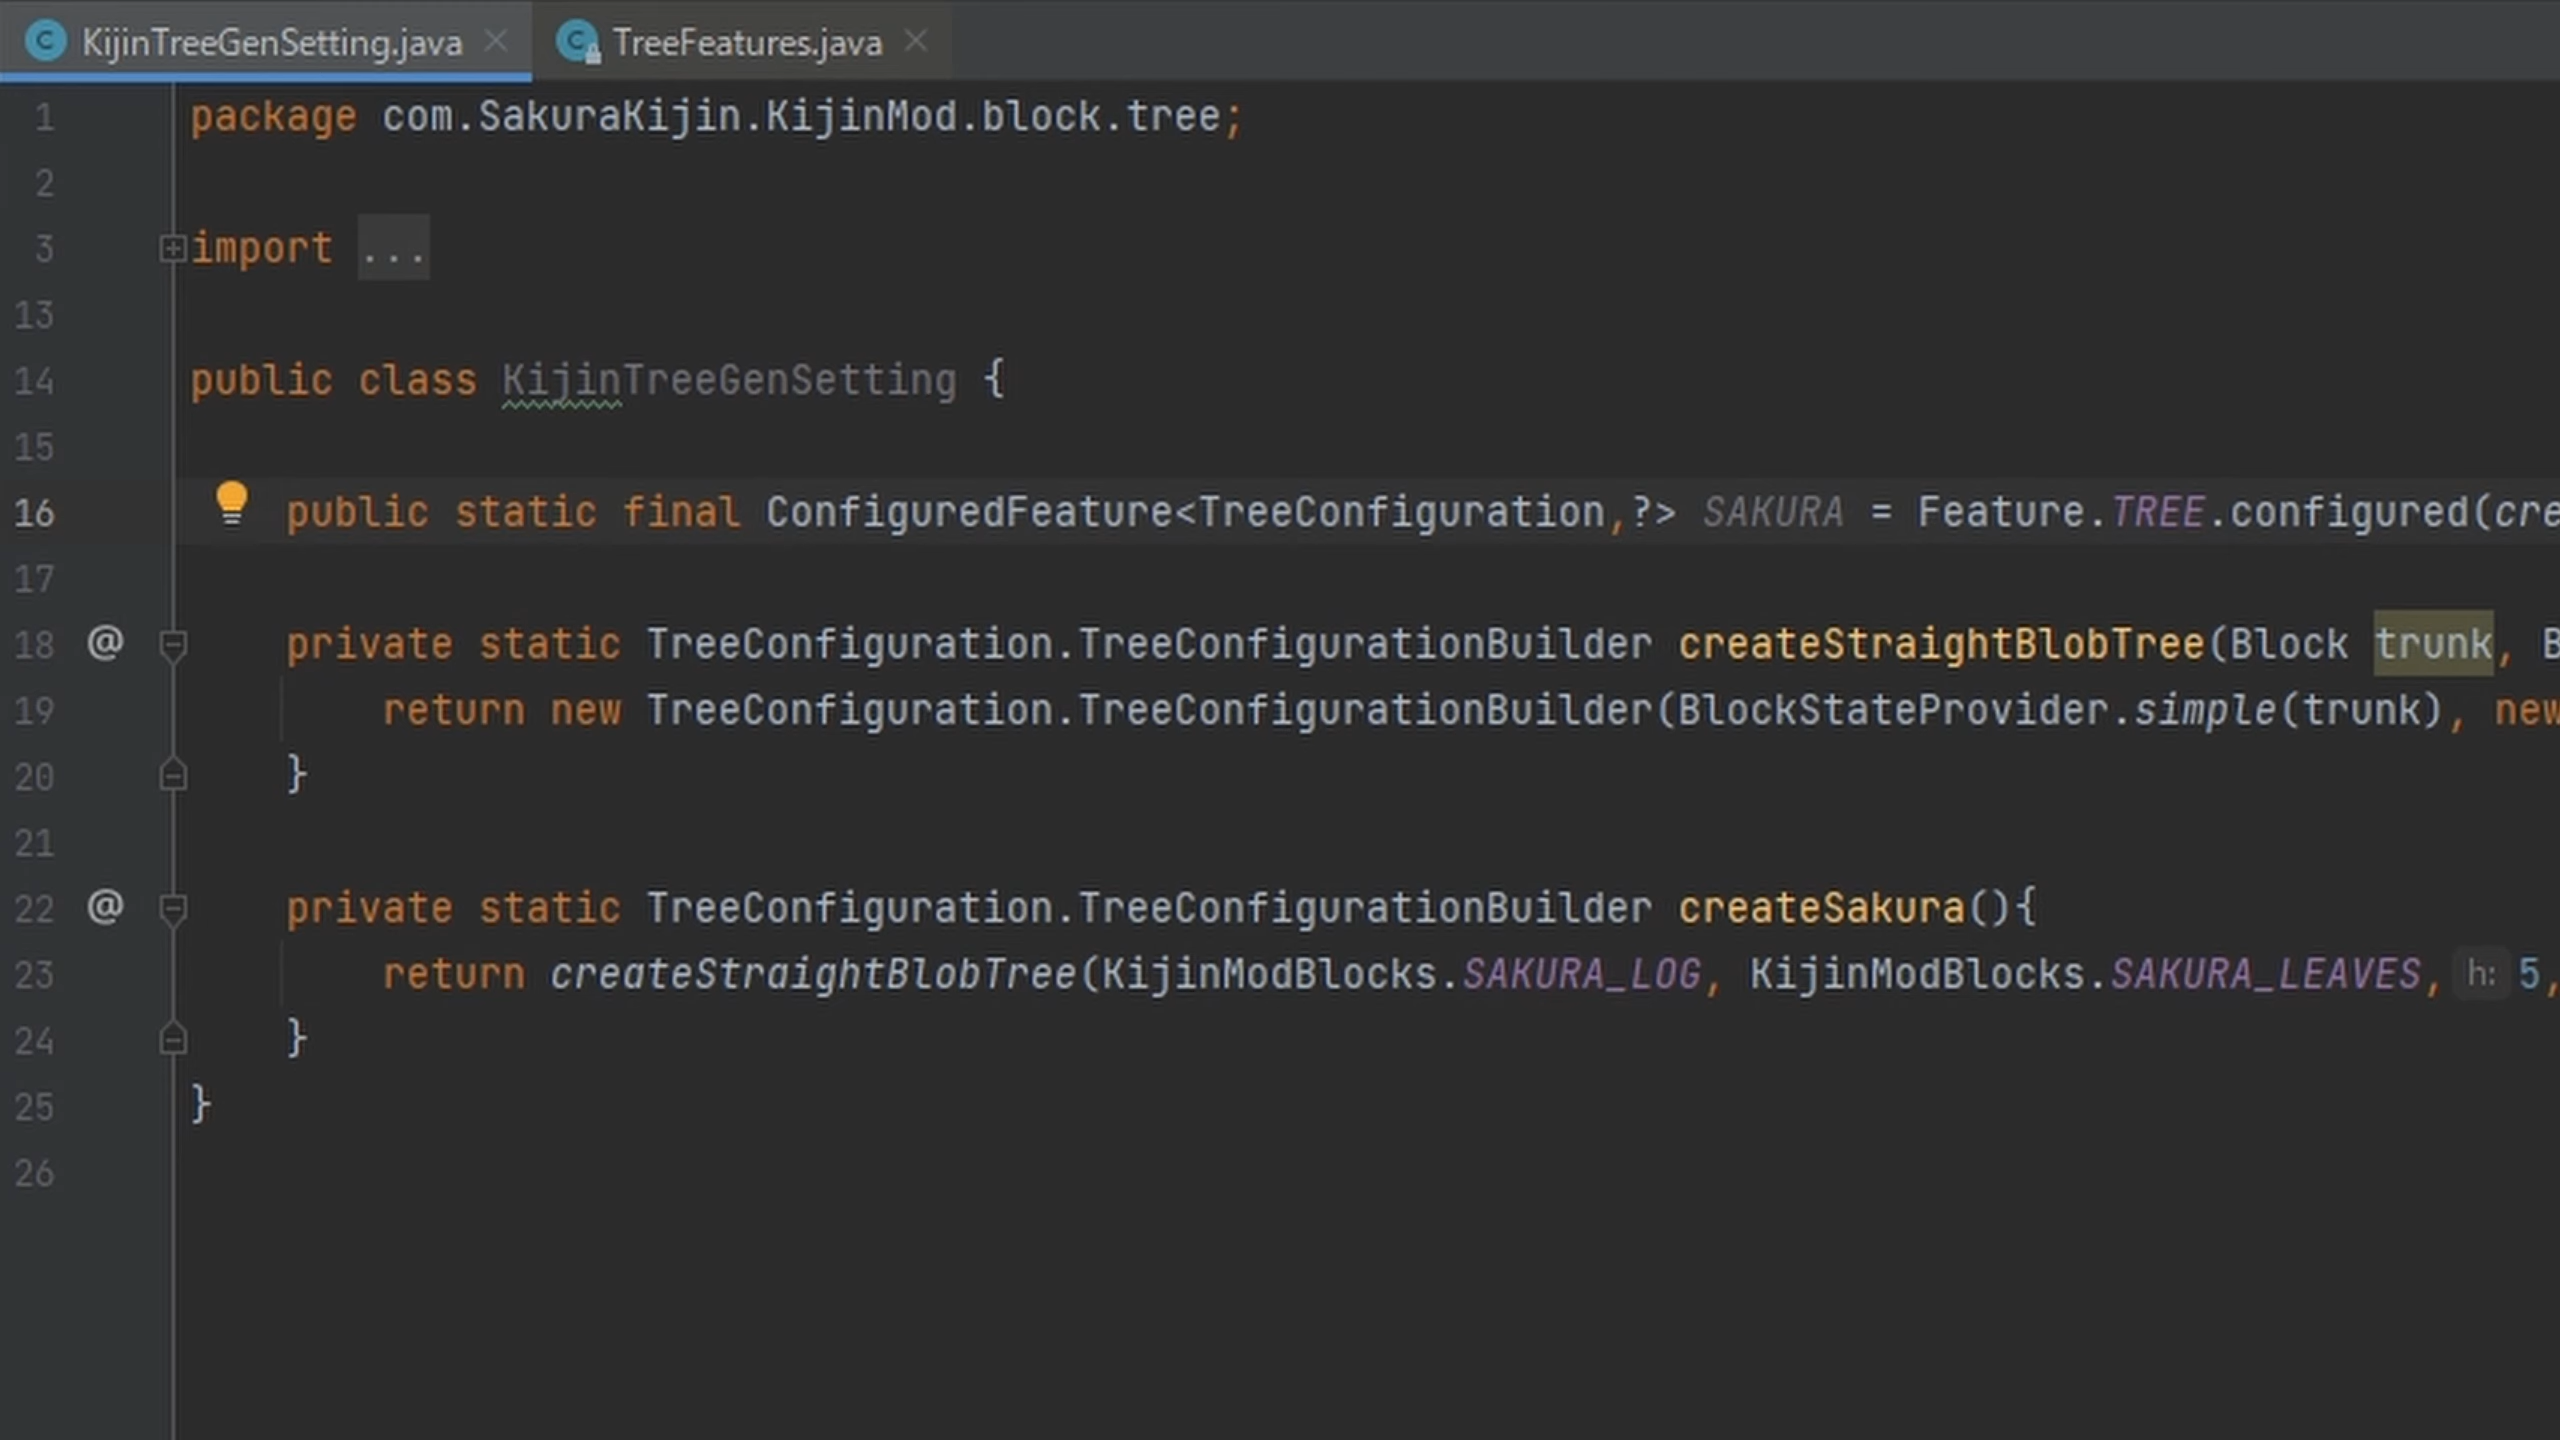 KijinTreeGenSetting.java TreeFeatures.java
1 package com.SakuraKijin.KijinMod.block.tree;
2
3 import ...
13
14 public class KijinTreeGenSetting {
15
16 public static final ConfiguredFeature<TreeConfiguration,?> SAKURA = Feature.TREE.configured(cre
17
18 @ private static TreeConfiguration.TreeConfigurationBuilder createStraightBlobTree(Block trunk, B
19 return new TreeConfiguration.TreeConfigurationBuilder(BlockStateProvider.simple(trunk), new
20 }
21
22 @ private static TreeConfiguration.TreeConfigurationBuilder createSakura(){
23 return createStraightBlobTree(KijinModBlocks.SAKURA_LOG, KijinModBlocks.SAKURA_LEAVES, h: 5,
24 }
25 }
26